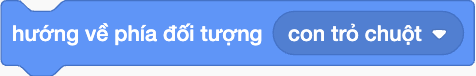 hướng về phía đối tượng con trỏ chuột